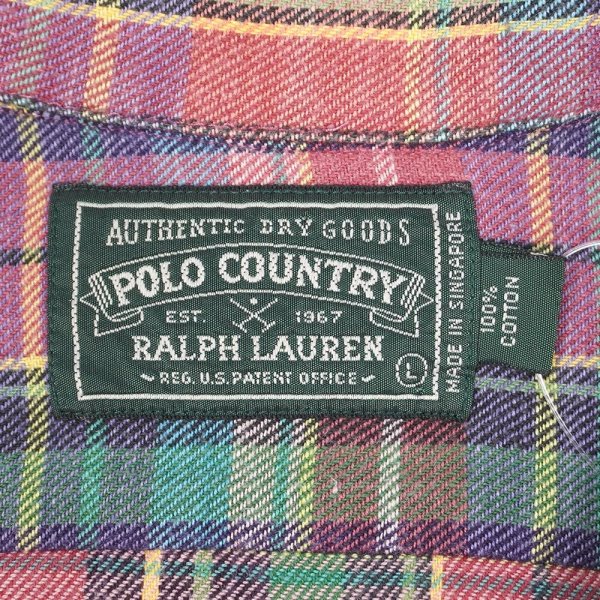 AUTHENTIC DRY GOODS
POLO COUNTRY
EST. 1967
RALPH LAUREN
REG. U.S. PATENT OFFICE
L
MADE IN SINGAPORE
100%
COTTON